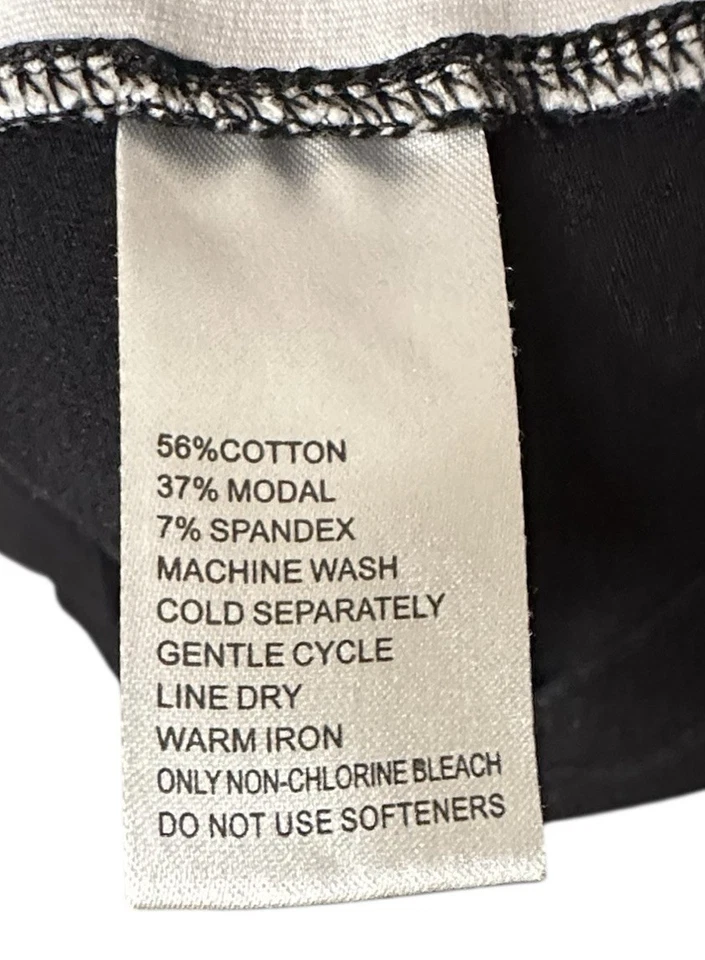 56%COTTON
37% MODAL
7% SPANDEX
MACHINE WASH
COLD SEPARATELY
GENTLE CYCLE
LINE DRY
WARM IRON
ONLY NON-CHLORINE BLEACH
DO NOT USE SOFTENERS